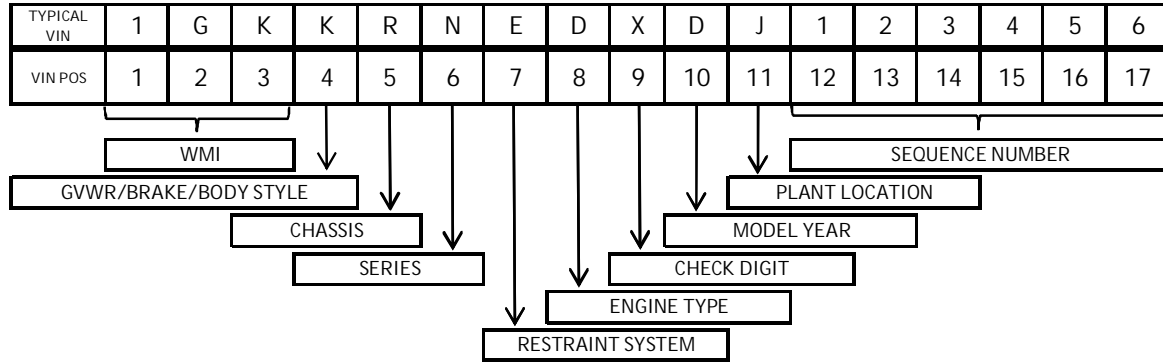 TYPICAL VIN 1 G K K R N E D X D J 1 2 3 4 5 6
VIN POS 1 2 3 4 5 6 7 8 9 10 11 12 13 14 15 16 17
WMI SEQUENCE NUMBER
GVWR/BRAKE/BODY STYLE PLANT LOCATION
CHASSIS MODEL YEAR
SERIES CHECK DIGIT
ENGINE TYPE
RESTRAINT SYSTEM